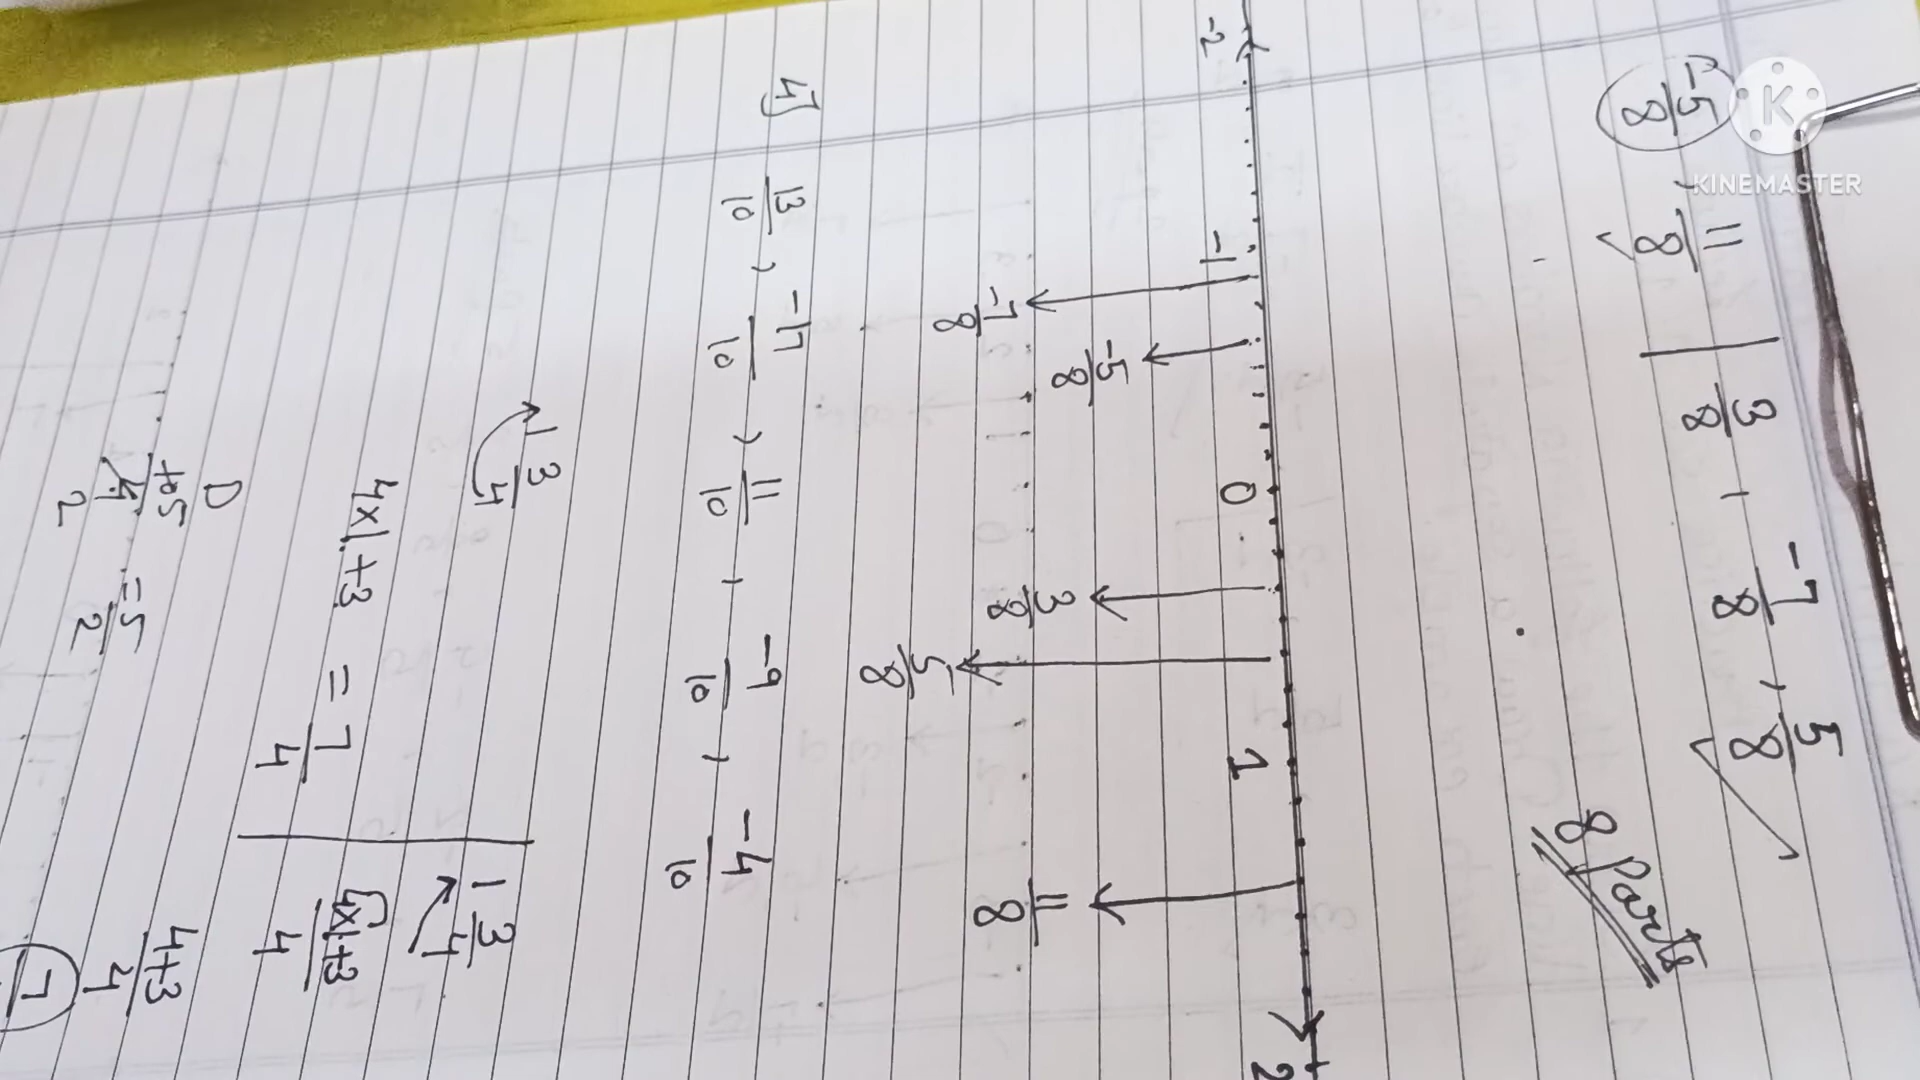 -5/8 , 11/8 | 3/8 , -7/8 , 5/8
8 Parts
-2 -1 0 1 2
-7/8 -5/8 3/8 5/8 11/8
4] 13/10 , -17/10 , 11/10 , -9/10 , -4/10
1 3/4
1 3/4
4x1+3 = 7/4
4x1+3/4
4+3/4
7
10 5/4 2 = 5/2
KINEMASTER